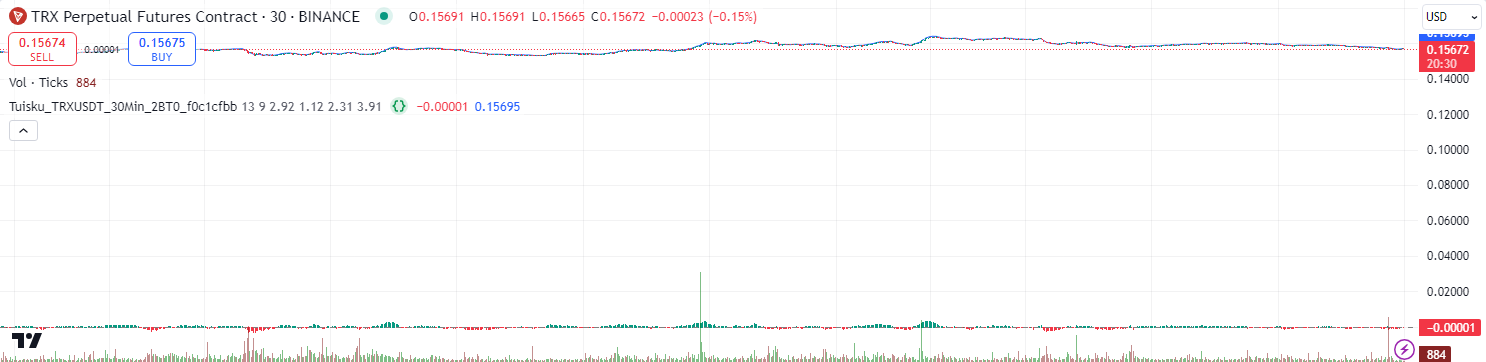 TRX Perpetual Futures Contract · 30 · BINANCE O0.15691 H0.15691 L0.15665 C0.15672 −0.00023 (−0.15%)
USD
0.15674
SELL
0.00001
0.15675
BUY
0.15672
20:30
Vol · Ticks 884
0.14000
Tuisku_TRXUSDT_30Min_2BT0_f0c1cfbb 13 9 2.92 1.12 2.31 3.91 {} −0.00001 0.15695
0.12000
0.10000
0.08000
0.06000
0.04000
0.02000
−0.00001
884